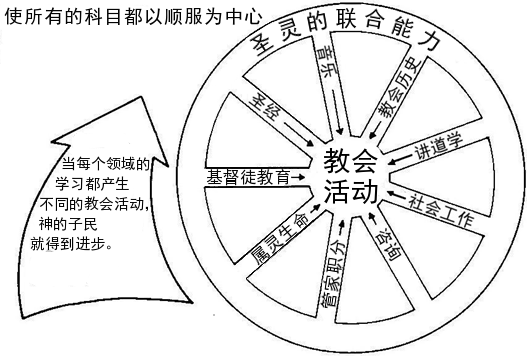 使所有的科目都以顺服为中心
圣灵的联合能力
音乐
教会历史
圣经
讲道学
当每个领域的
学习都产生
不同的教会活动,
神的子民
就得到进步。
教会
活动
基督徒教育
社会工作
属灵生命
咨询
管家职分